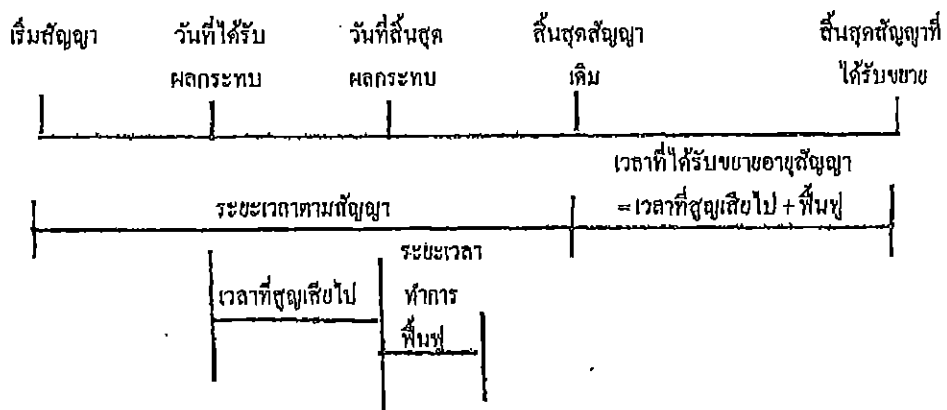 เริ่มสัญญา วันที่ได้รับ วันที่สิ้นสุด สิ้นสุดสัญญา สิ้นสุดสัญญาที่
ผลกระทบ ผลกระทบ เดิม ได้รับขยาย
เวลาที่ได้รับขยายอายุสัญญา
ระยะเวลาตามสัญญา =เวลาที่สูญเสียไป + ฟื้นฟู
ระยะเวลา
เวลาที่สูญเสียไป ทำการ
ฟื้นฟู